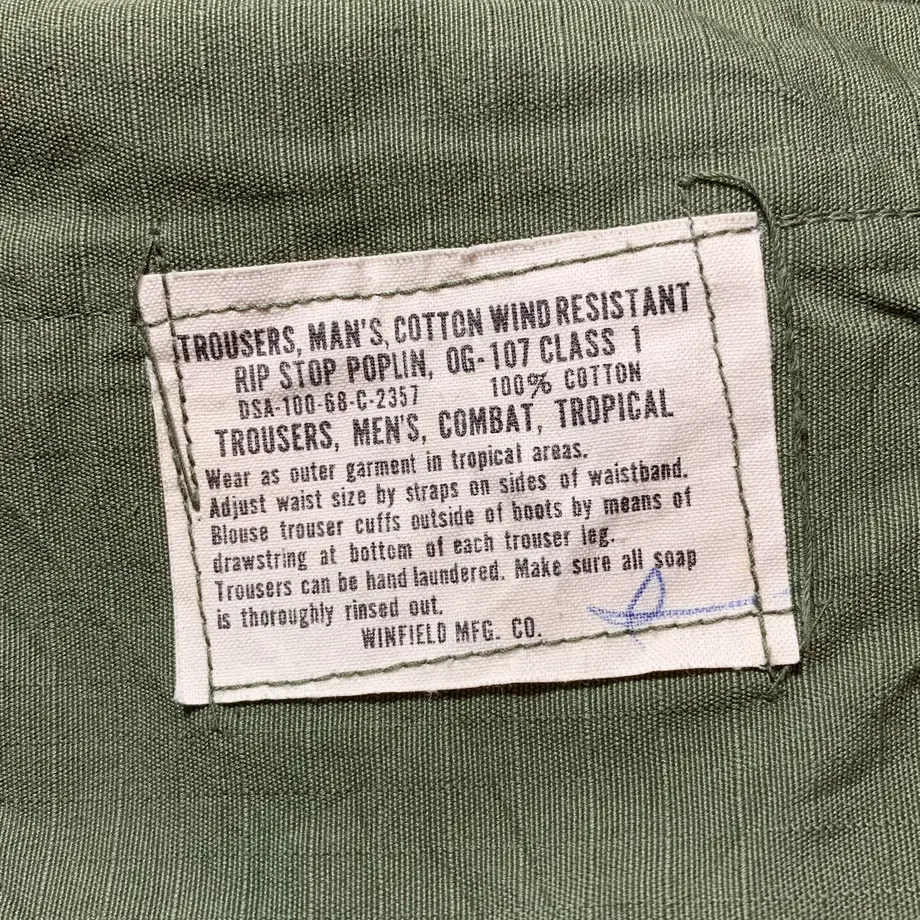 TROUSERS, MAN'S, COTTON WIND RESISTANT
RIP STOP POPLIN, OG-107 CLASS 1
DSA-100-68-C-2357 100% COTTON
TROUSERS, MEN'S, COMBAT, TROPICAL
Wear as outer garment in tropical areas.
Adjust waist size by straps on sides of waistband.
Blouse trouser cuffs outside of boots by means of
drawstring at bottom of each trouser leg.
Trousers can be hand laundered. Make sure all soap
is thoroughly rinsed out.
WINFIELD MFG. CO.